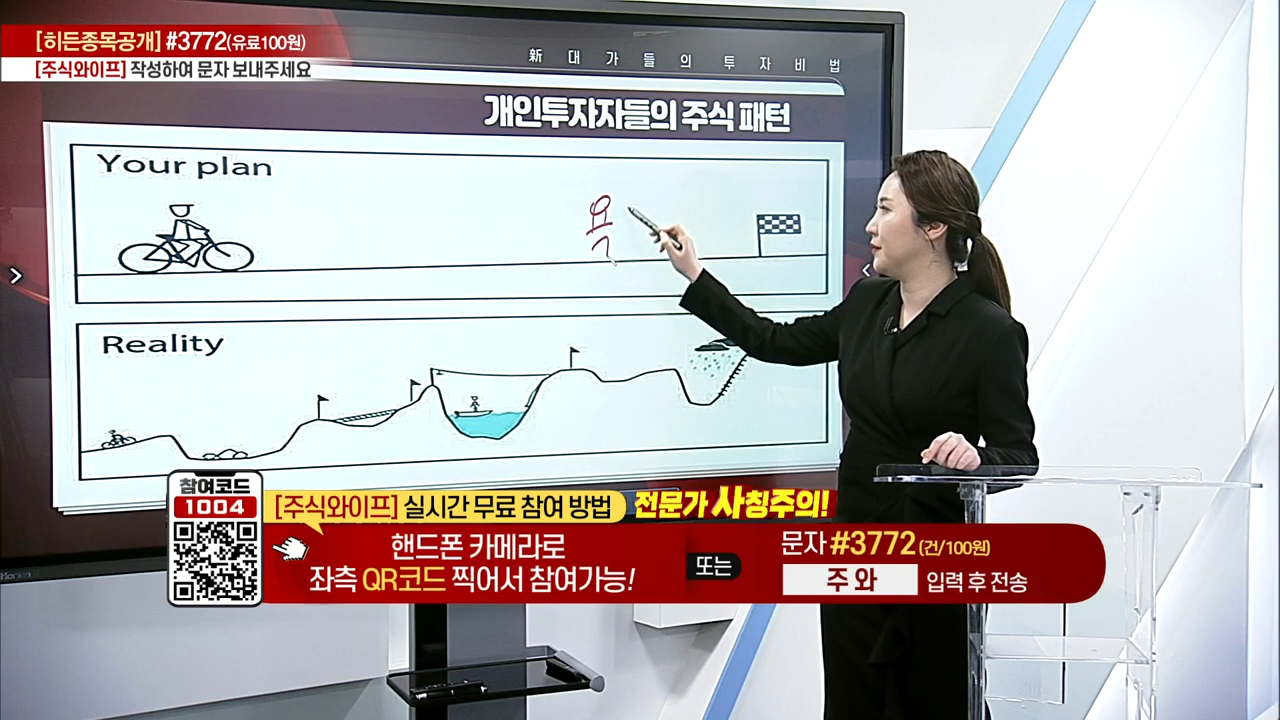 [히든종목공개] #3772(유료100원)
[주식와이프] 작성하여 문자 보내주세요
新 대 가 들 의 투 자 비 법
개인투자자들의 주식 패턴
Your plan
욕
Reality
참여코드
1004
[주식와이프] 실시간 무료 참여 방법
전문가 사칭주의!
핸드폰 카메라로
좌측 QR코드 찍어서 참여가능!
또는
문자 #3772 (건/100원)
주 와 입력 후 전송